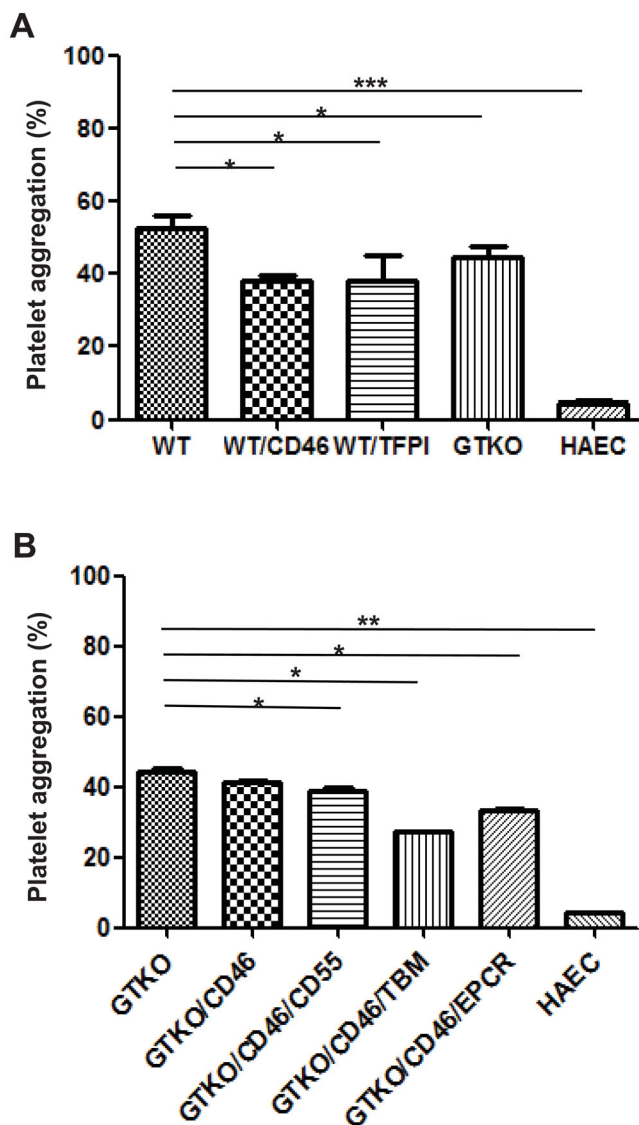 A
Platelet aggregation (%)
100
80
60
40
20
0
***
*
*
*
WT WT/CD46 WT/TFPI GTKO HAEC
B
Platelet aggregation (%)
100
80
60
40
20
0
**
*
*
*
GTKO
GTKO/CD46
GTKO/CD46/CD55
GTKO/CD46/TBM
GTKO/CD46/EPCR
HAEC